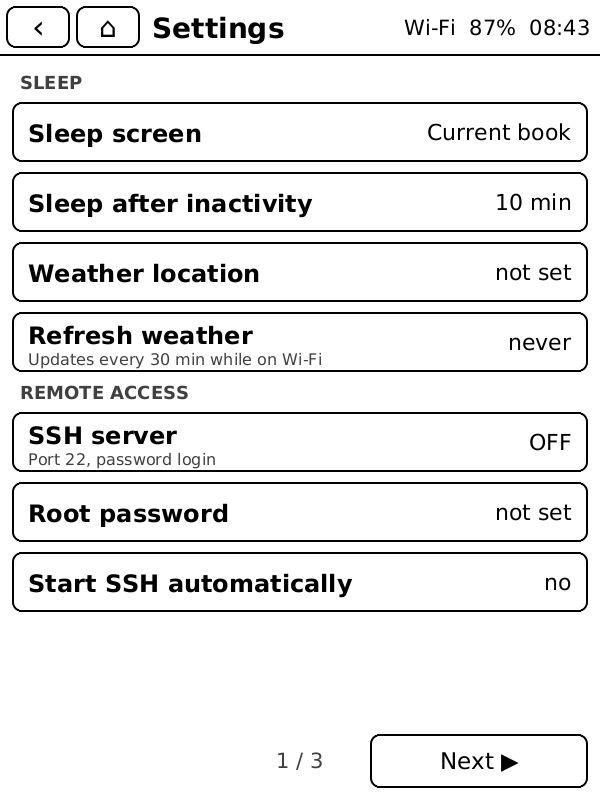 ‹ ⌂ Settings Wi-Fi 87% 08:43
SLEEP
Sleep screen Current book
Sleep after inactivity 10 min
Weather location not set
Refresh weather never
Updates every 30 min while on Wi-Fi
REMOTE ACCESS
SSH server OFF
Port 22, password login
Root password not set
Start SSH automatically no
1 / 3 Next ▶